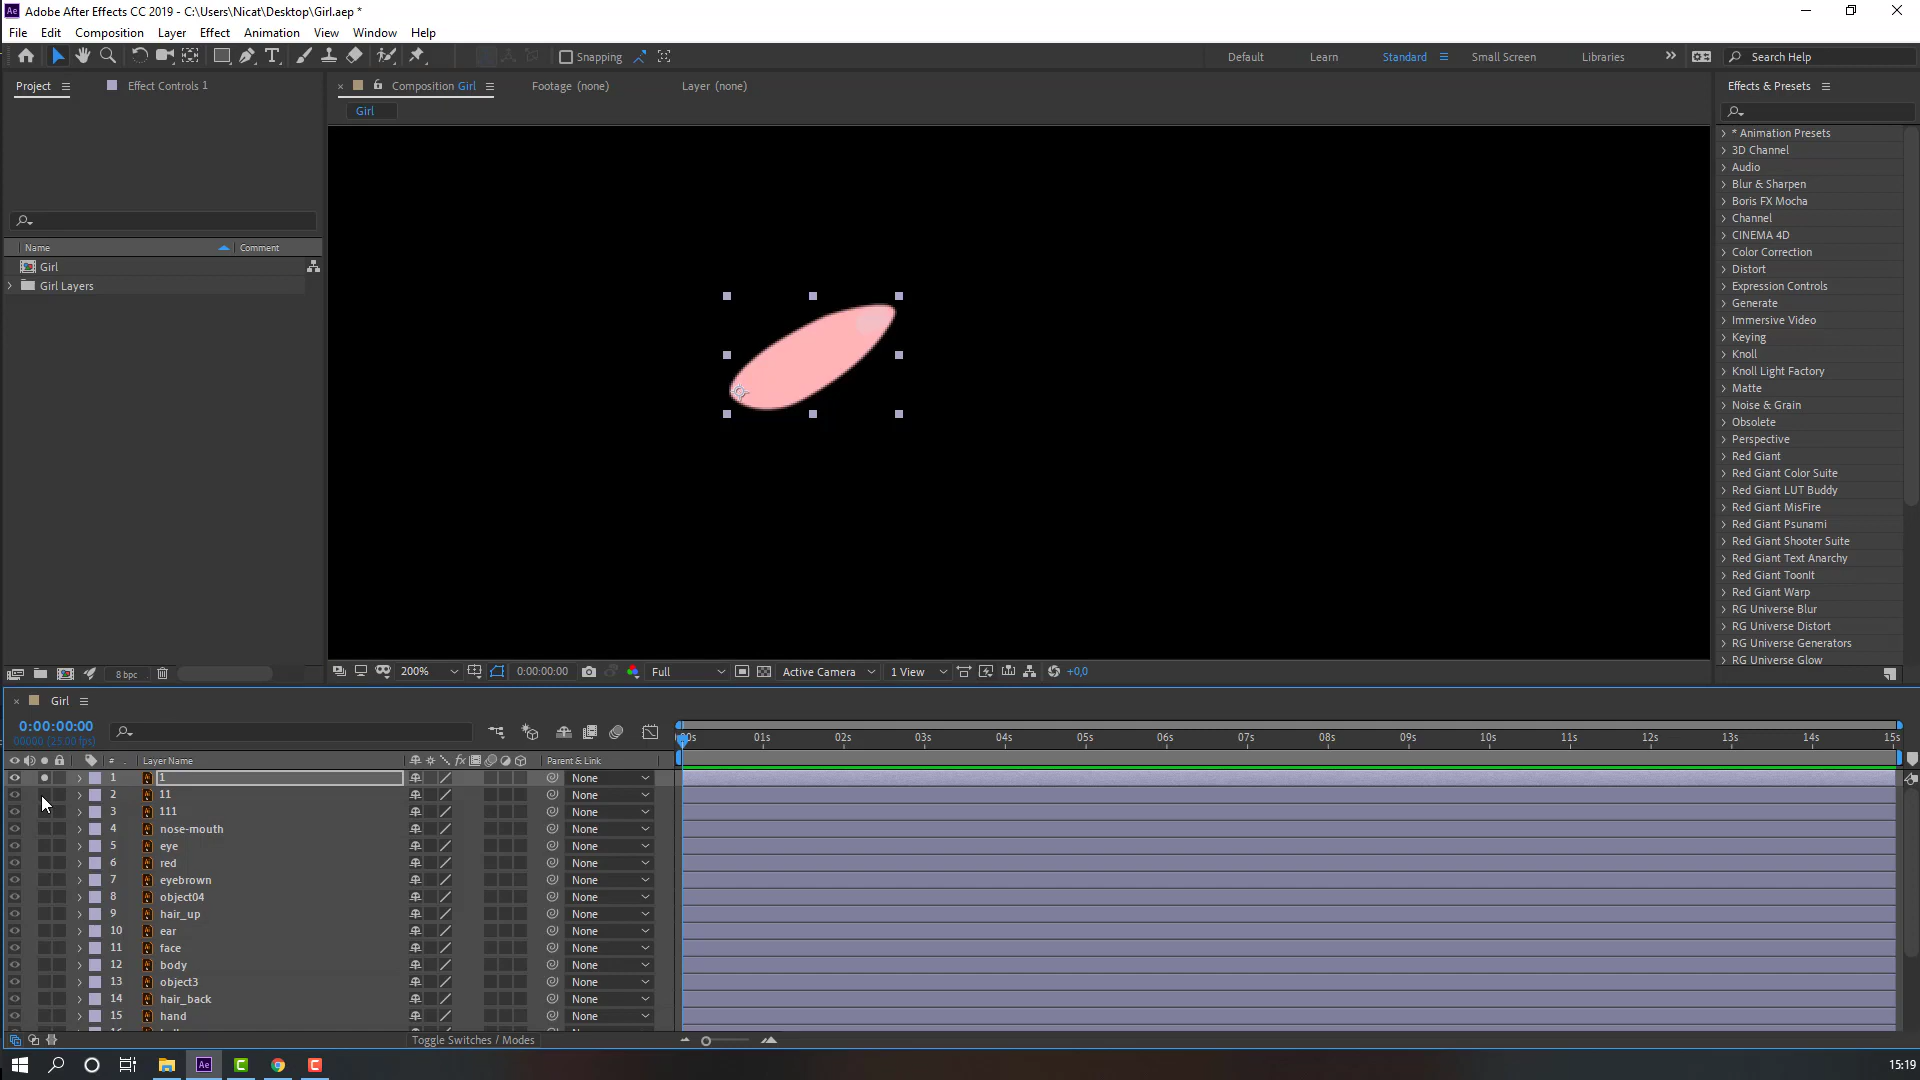 Ae Adobe After Effects CC 2019 - C:\Users\Nicat\Desktop\Girl.aep *
File Edit Composition Layer Effect Animation View Window Help
Snapping
Default Learn Standard Small Screen Libraries Search Help
Project Effect Controls 1
Composition Girl Footage (none) Layer (none)
Effects & Presets
Girl
Name Comment
Girl
Girl Layers
* Animation Presets
3D Channel
Audio
Blur & Sharpen
Boris FX Mocha
Channel
CINEMA 4D
Color Correction
Distort
Expression Controls
Generate
Immersive Video
Keying
Knoll
Knoll Light Factory
Matte
Noise & Grain
Obsolete
Perspective
Red Giant
Red Giant Color Suite
Red Giant LUT Buddy
Red Giant MisFire
Red Giant Psunami
Red Giant Shooter Suite
Red Giant Text Anarchy
Red Giant ToonIt
Red Giant Warp
RG Universe Blur
RG Universe Distort
RG Universe Generators
RG Universe Glow
8 bpc
200% 0:00:00:00 Full Active Camera 1 View +0,0
Girl
0:00:00:00
00000 (25.00 fps)
00s 01s 02s 03s 04s 05s 06s 07s 08s 09s 10s 11s 12s 13s 14s 15s
# Layer Name Parent & Link
1 1 None
2 11 None
3 111 None
4 nose-mouth None
5 eye None
6 red None
7 eyebrown None
8 object04 None
9 hair_up None
10 ear None
11 face None
12 body None
13 object3 None
14 hair_back None
15 hand None
Toggle Switches / Modes
Ae C C
15:19